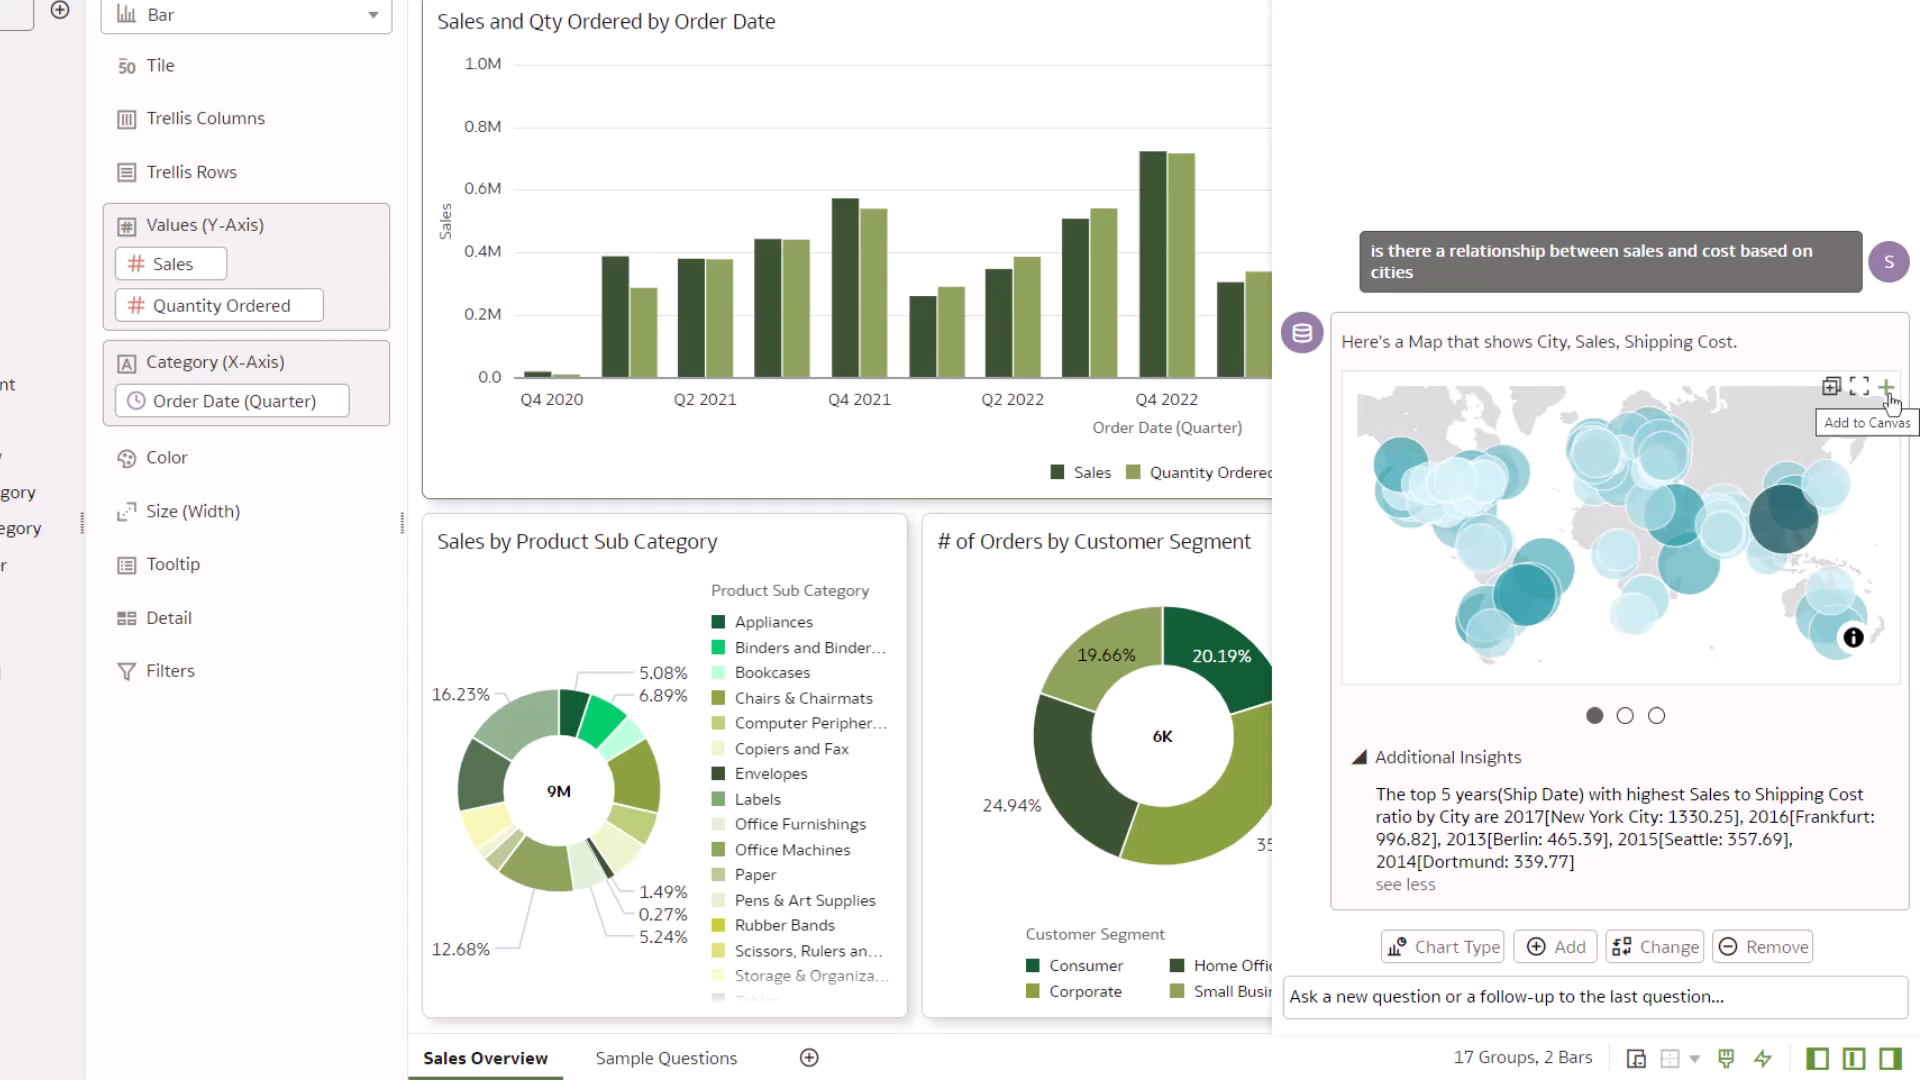 Bar
Tile
Trellis Columns
Trellis Rows
Values (Y-Axis)
Sales
Quantity Ordered
Category (X-Axis)
Order Date (Quarter)
Color
Size (Width)
Tooltip
Detail
Filters
nt
gory
egory
r
Sales and Qty Ordered by Order Date
1.0M
0.8M
0.6M
0.4M
0.2M
0.0
Sales
Q4 2020
Q2 2021
Q4 2021
Q2 2022
Q4 2022
Order Date (Quarter)
Sales
Quantity Ordered
Sales by Product Sub Category
Product Sub Category
Appliances
Binders and Binder...
Bookcases
Chairs & Chairmats
Computer Peripher...
Copiers and Fax
Envelopes
Labels
Office Furnishings
Office Machines
Paper
Pens & Art Supplies
Rubber Bands
Scissors, Rulers an...
Storage & Organiza...
5.08%
6.89%
16.23%
9M
1.49%
0.27%
5.24%
12.68%
# of Orders by Customer Segment
19.66%
20.19%
6K
24.94%
35
Customer Segment
Consumer
Home Offic
Corporate
Small Busin
is there a relationship between sales and cost based on
cities
S
Here's a Map that shows City, Sales, Shipping Cost.
Add to Canvas
Additional Insights
The top 5 years(Ship Date) with highest Sales to Shipping Cost
ratio by City are 2017[New York City: 1330.25], 2016[Frankfurt:
996.82], 2013[Berlin: 465.39], 2015[Seattle: 357.69],
2014[Dortmund: 339.77]
see less
Chart Type
Add
Change
Remove
Ask a new question or a follow-up to the last question...
Sales Overview
Sample Questions
17 Groups, 2 Bars